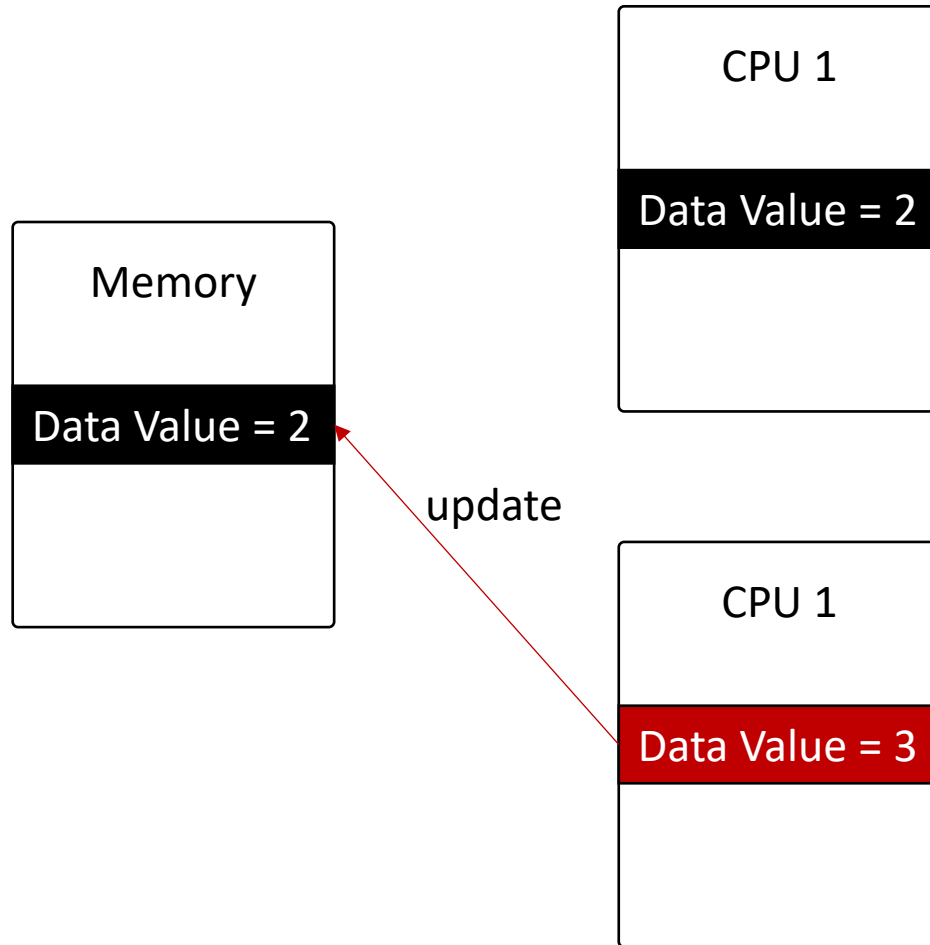 CPU 1
Data Value = 2
Memory
Data Value = 2
update
CPU 1
Data Value = 3